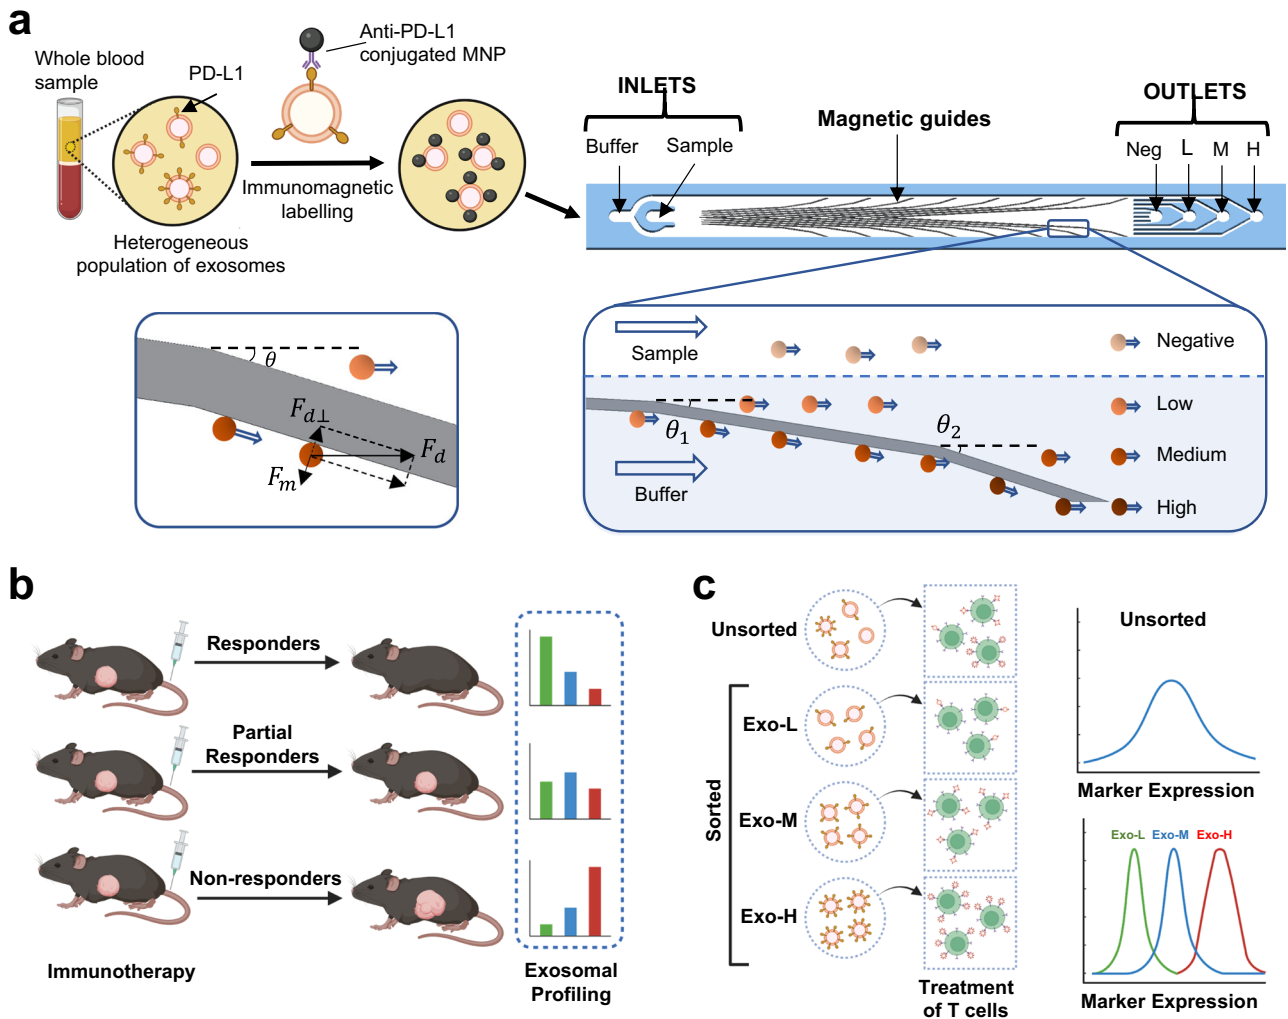 a
Whole blood
sample
PD-L1
Anti-PD-L1
conjugated MNP
Immunomagnetic
labelling
Heterogeneous
population of exosomes
INLETS
Buffer
Sample
Magnetic guides
OUTLETS
Neg
L
M
H
θ
F_{d⊥}
F_d
F_m
Sample
Buffer
θ_1
θ_2
Negative
Low
Medium
High
b
Responders
Partial
Responders
Non-responders
Immunotherapy
Exosomal
Profiling
c
Unsorted
Sorted
Exo-L
Exo-M
Exo-H
Treatment
of T cells
Unsorted
Marker Expression
Exo-L
Exo-M
Exo-H
Marker Expression